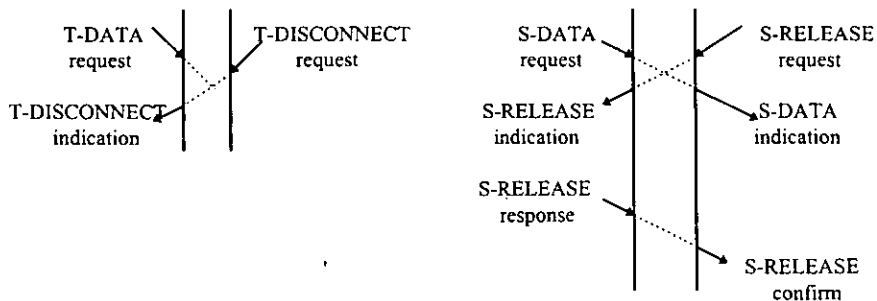 T-DATA
request
T-DISCONNECT
request
T-DISCONNECT
indication
S-DATA
request
S-RELEASE
request
S-RELEASE
indication
S-DATA
indication
S-RELEASE
response
S-RELEASE
confirm